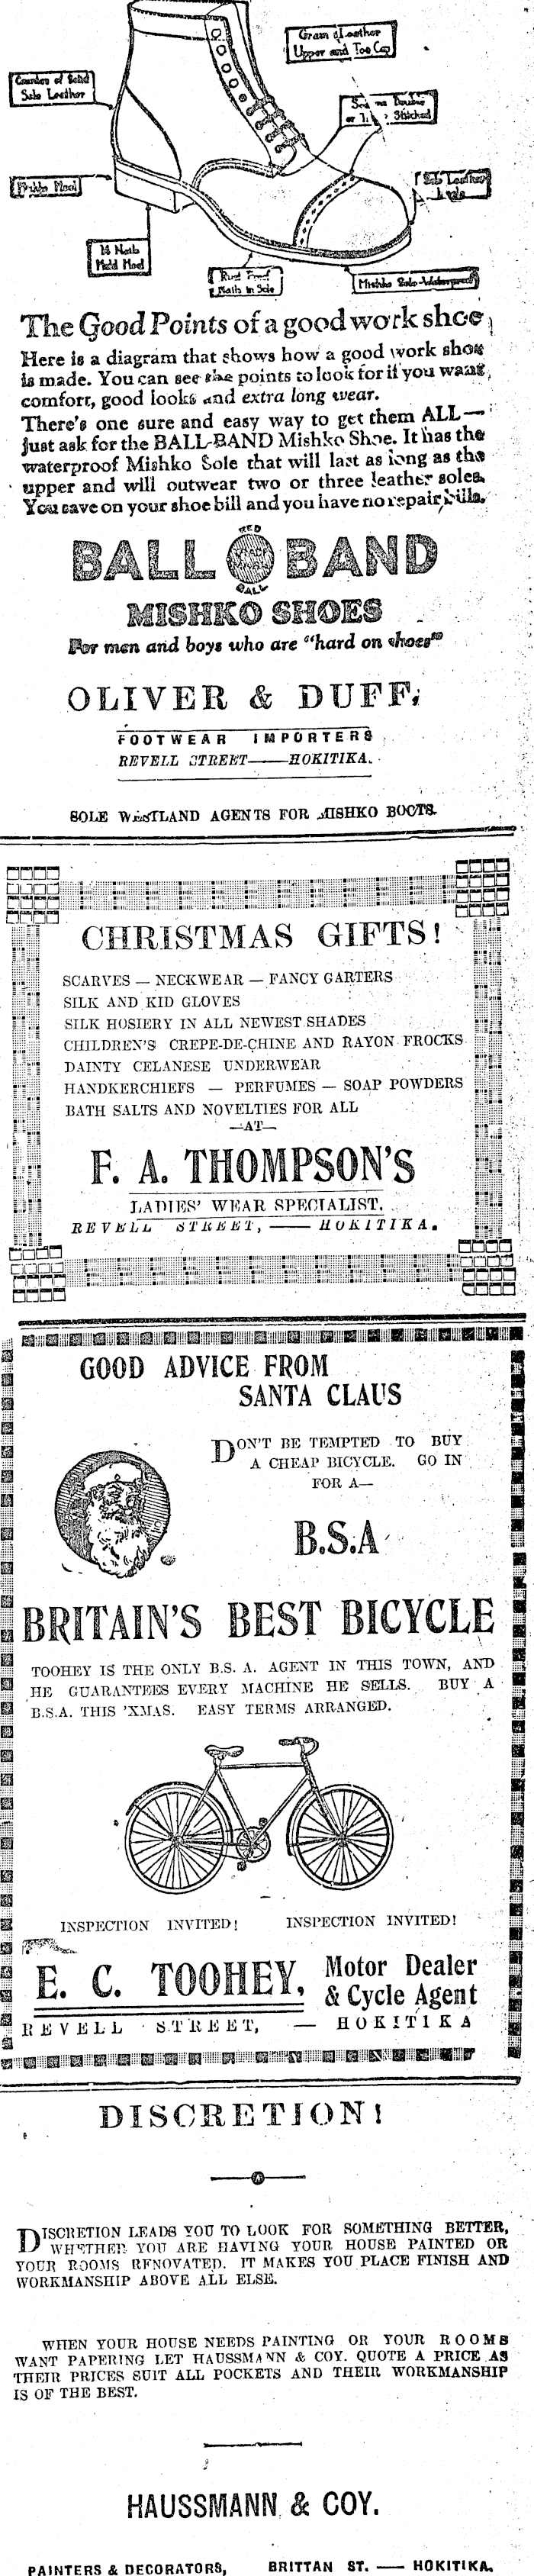 Grain Leather
Upper and Toe Cap
Counter of Solid
Sole Leather
Double
or Stitched
Heel
Sole Leather
Nails
Heel
Rust Proof
Nails in Sole
Mishko Sole-Waterproof
The Good Points of a good work shoe
Here is a diagram that shows how a good work shoe
is made. You can see the points to look for if you want
comfort, good looks and extra long wear.
There's one sure and easy way to get them ALL—
Just ask for the BALL-BAND Mishko Shoe. It has the
waterproof Mishko Sole that will last as long as the
upper and will outwear two or three leather soles.
You save on your shoe bill and you have no repair bills.
RED
BALL BAND
BALL
MISHKO SHOES
For men and boys who are "hard on shoes"
OLIVER & DUFF,
FOOTWEAR IMPORTERS
REVELL STREET——HOKITIKA.
SOLE WESTLAND AGENTS FOR MISHKO BOOTS.
CHRISTMAS GIFTS!
SCARVES — NECKWEAR — FANCY GARTERS
SILK AND KID GLOVES
SILK HOSIERY IN ALL NEWEST SHADES
CHILDREN'S CREPE-DE-CHINE AND RAYON FROCKS
DAINTY CELANESE UNDERWEAR
HANDKERCHIEFS — PERFUMES — SOAP POWDERS
BATH SALTS AND NOVELTIES FOR ALL
—AT—
F. A. THOMPSON'S
LADIES' WEAR SPECIALIST.
REVELL STREET, —— HOKITIKA.
GOOD ADVICE FROM
SANTA CLAUS
DON'T BE TEMPTED TO BUY
A CHEAP BICYCLE. GO IN
FOR A—
B.S.A
BRITAIN'S BEST BICYCLE
TOOHEY IS THE ONLY B.S. A. AGENT IN THIS TOWN, AND
HE GUARANTEES EVERY MACHINE HE SELLS. BUY A
B.S.A. THIS 'XMAS. EASY TERMS ARRANGED.
INSPECTION INVITED! INSPECTION INVITED!
E. C. TOOHEY, Motor Dealer
& Cycle Agent
REVELL STREET, — HOKITIKA
DISCRETION!
DISCRETION LEADS YOU TO LOOK FOR SOMETHING BETTER,
WHETHER YOU ARE HAVING YOUR HOUSE PAINTED OR
YOUR ROOMS RENOVATED. IT MAKES YOU PLACE FINISH AND
WORKMANSHIP ABOVE ALL ELSE.
WHEN YOUR HOUSE NEEDS PAINTING OR YOUR ROOMS
WANT PAPERING LET HAUSSMANN & COY. QUOTE A PRICE AS
THEIR PRICES SUIT ALL POCKETS AND THEIR WORKMANSHIP
IS OF THE BEST.
HAUSSMANN & COY.
PAINTERS & DECORATORS, BRITTAN ST. —— HOKITIKA.